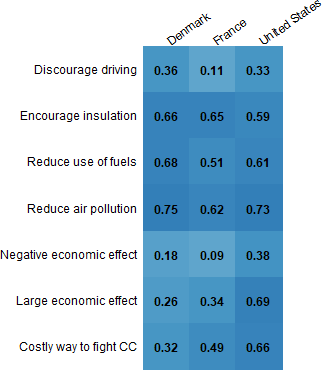 Denmark France United States
Discourage driving 0.36 0.11 0.33
Encourage insulation 0.66 0.65 0.59
Reduce use of fuels 0.68 0.51 0.61
Reduce air pollution 0.75 0.62 0.73
Negative economic effect 0.18 0.09 0.38
Large economic effect 0.26 0.34 0.69
Costly way to fight CC 0.32 0.49 0.66